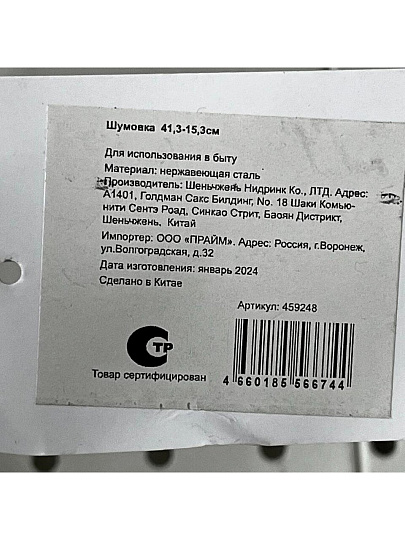 Шумовка 41,3-15,3см
Для использования в быту
Материал: нержавеющая сталь
Производитель: Шеньчжень Нидринк Ко., ЛТД. Адрес:
А1401, Голдман Сакс Билдинг, No. 18 Шаки Комью-
нити Сентэ Роад, Синкао Стрит, Баоян Дистрикт,
Шеньчжень, Китай
Импортер: ООО «ПРАЙМ». Адрес: Россия, г.Воронеж,
ул.Волгоградская, д.32
Дата изготовления: январь 2024
Сделано в Китае
Артикул: 459248
ТР
Товар сертифицирован
4 660185 566744